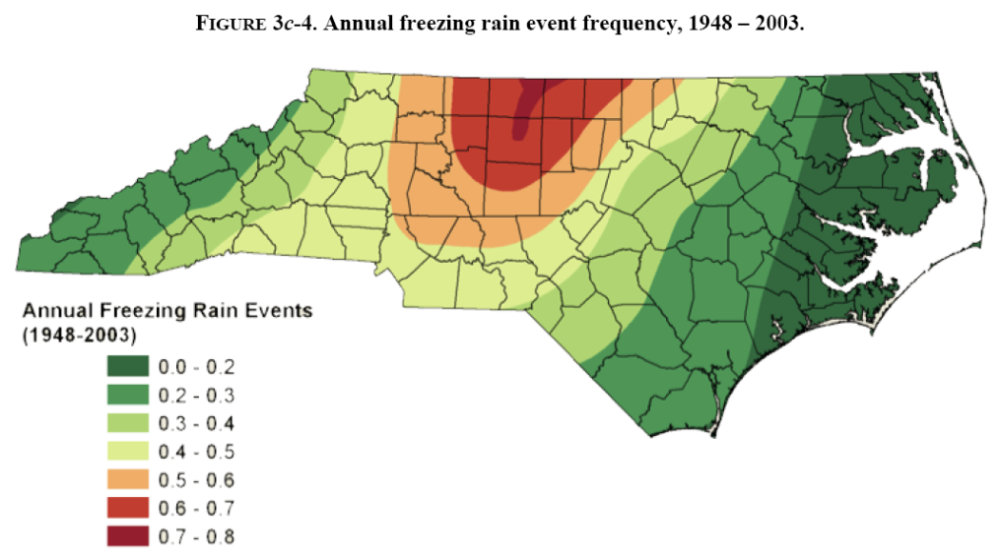 FIGURE 3c-4. Annual freezing rain event frequency, 1948 – 2003.
Annual Freezing Rain Events
(1948-2003)
0.0 - 0.2
0.2 - 0.3
0.3 - 0.4
0.4 - 0.5
0.5 - 0.6
0.6 - 0.7
0.7 - 0.8